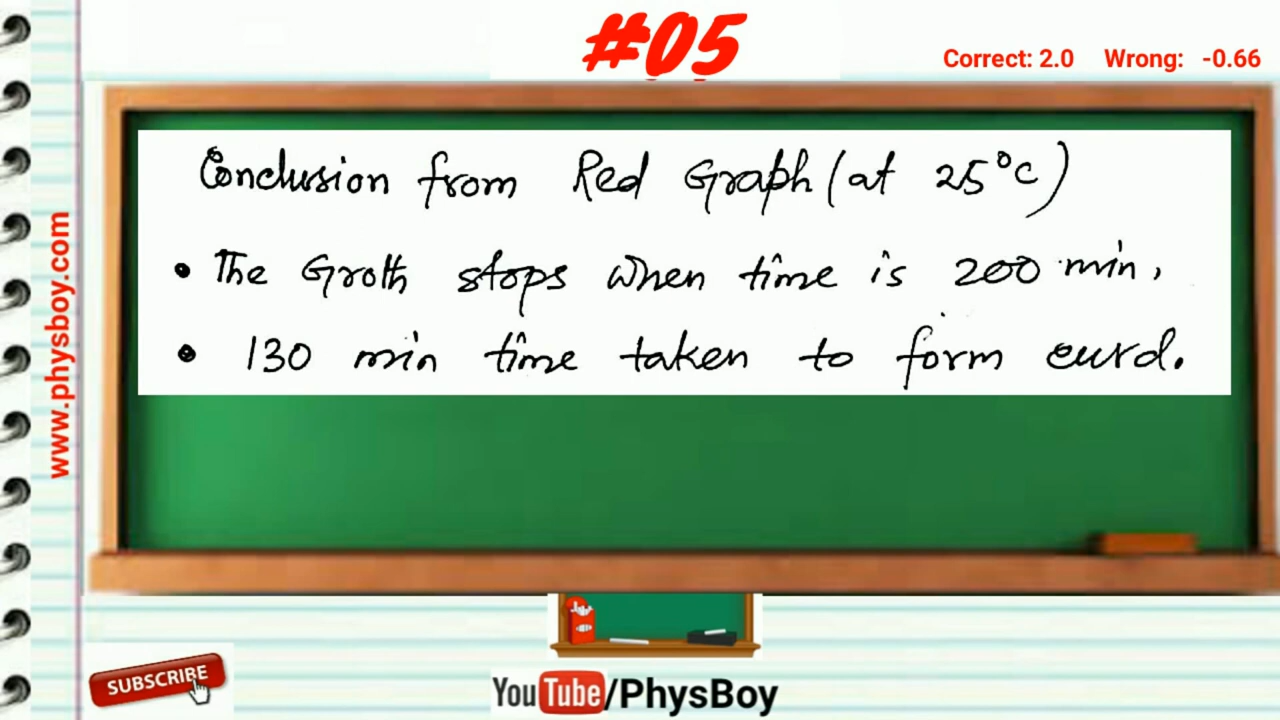 #05
Correct: 2.0 Wrong: -0.66
Conclusion from Red Graph (at 25°C)
• The Groth stops when time is 200 min,
• 130 min time taken to form curd.
www.physboy.com
SUBSCRIBE
YouTube/PhysBoy